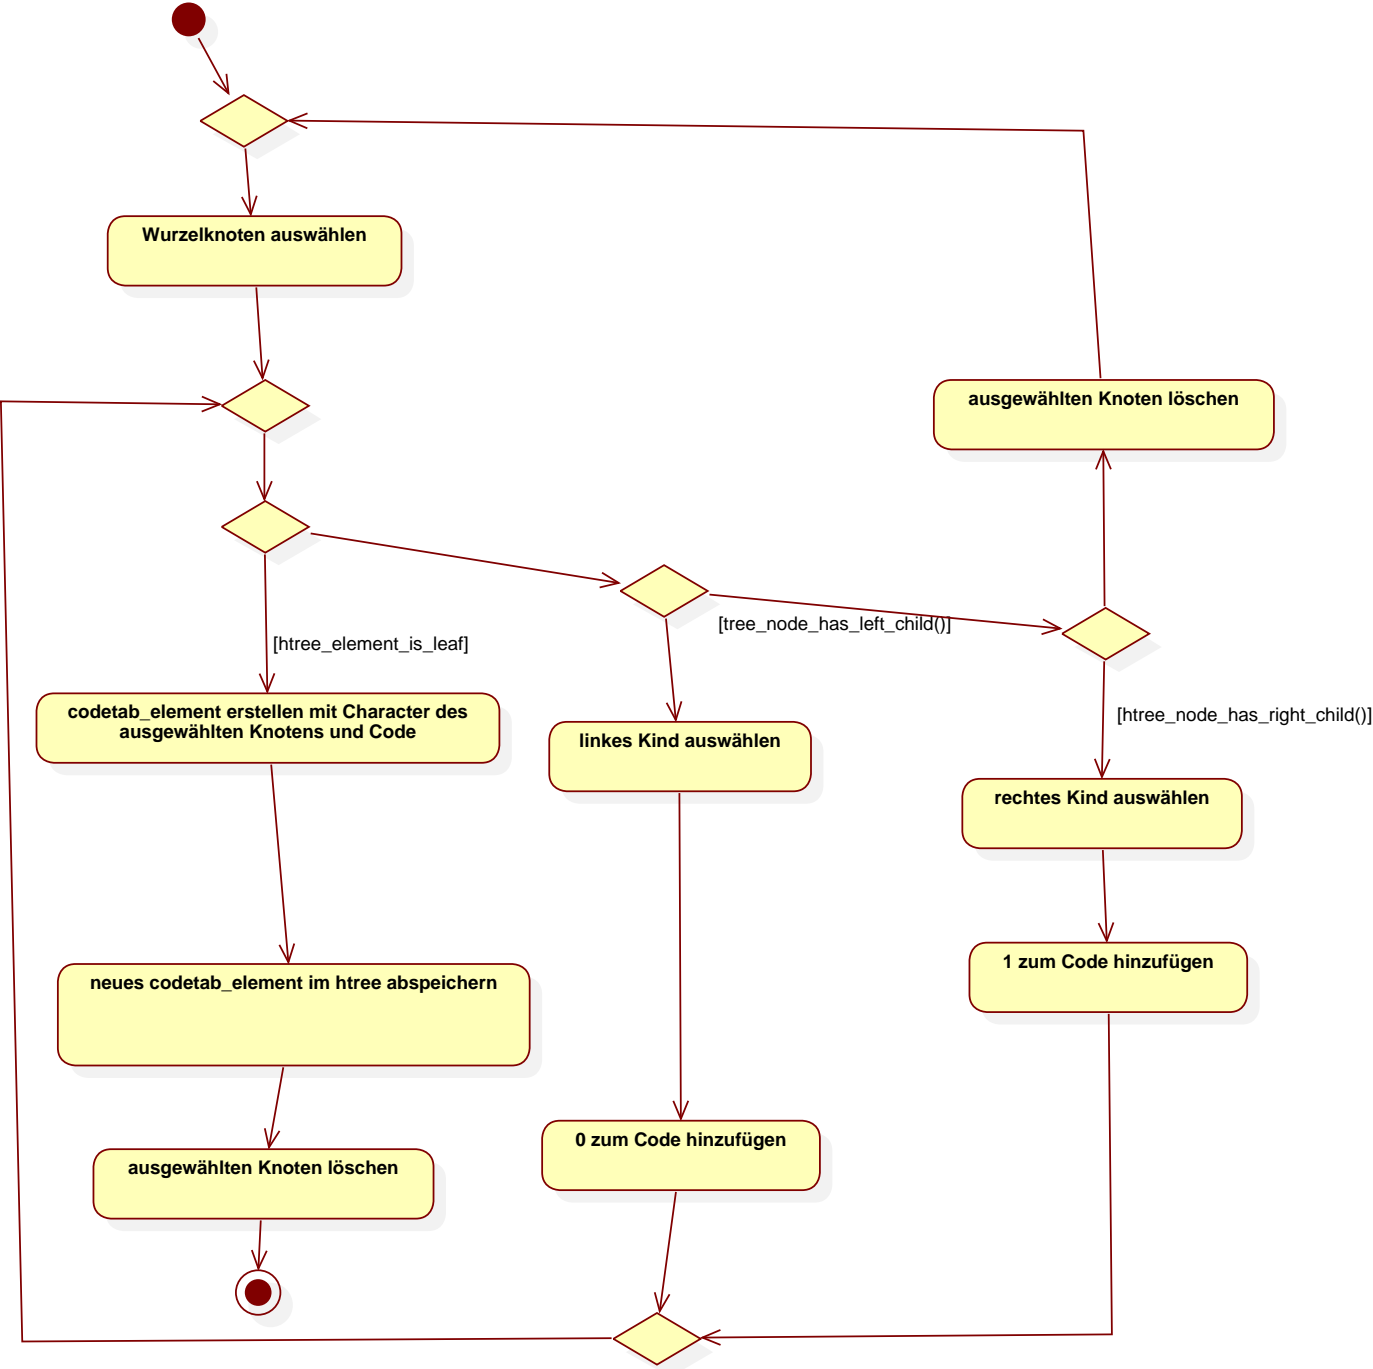 Wurzelknoten auswählen
ausgewählten Knoten löschen
[tree_node_has_left_child()]
[htree_element_is_leaf]
codetab_element erstellen mit Character des
ausgewählten Knotens und Code
linkes Kind auswählen
[htree_node_has_right_child()]
rechtes Kind auswählen
1 zum Code hinzufügen
neues codetab_element im htree abspeichern
0 zum Code hinzufügen
ausgewählten Knoten löschen